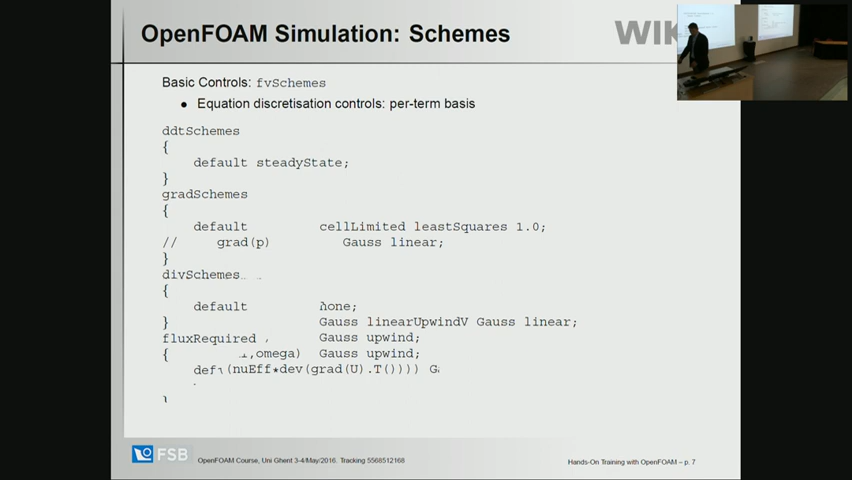 OpenFOAM Simulation: Schemes
WIK
Basic Controls: fvSchemes
● Equation discretisation controls: per-term basis
ddtSchemes
{
default steadyState;
}
gradSchemes
{
default cellLimited leastSquares 1.0;
// grad(p) Gauss linear;
}
divSchemes
{
default none;
} Gauss linearUpwindV Gauss linear;
fluxRequired Gauss upwind;
{ ,omega) Gauss upwind;
def (nuEff*dev(grad(U).T()))) G
FSB
OpenFOAM Course, Uni Ghent 3-4/May/2016. Tracking 5568512168
Hands-On Training with OpenFOAM – p. 7